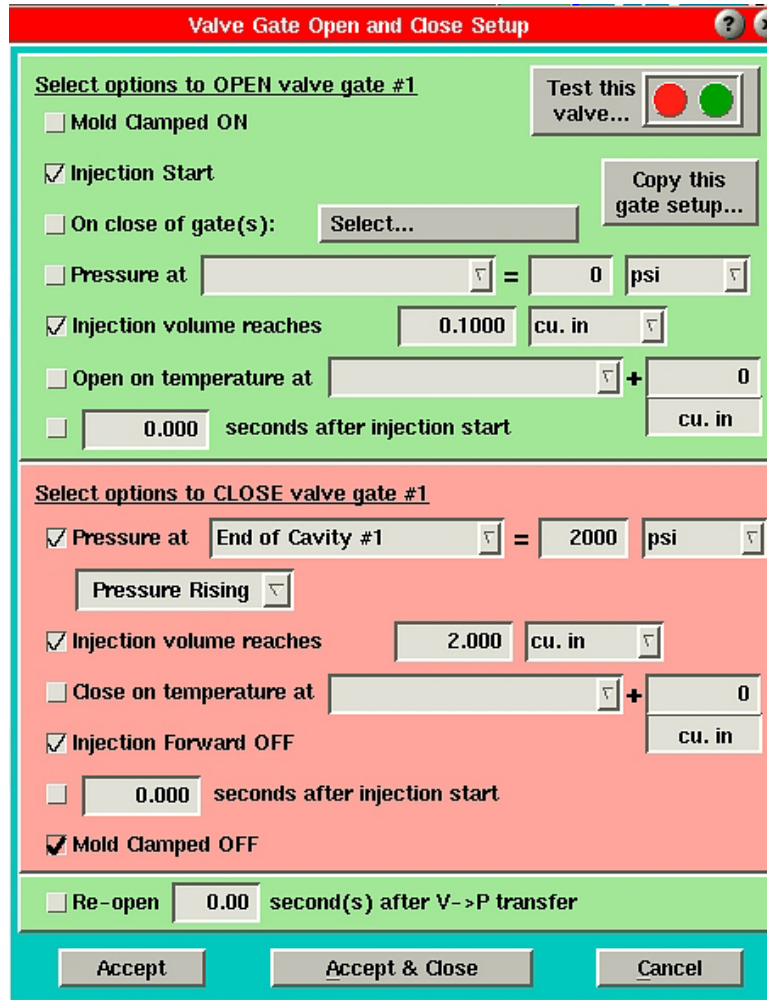 Valve Gate Open and Close Setup ?
Select options to OPEN valve gate #1
Test this
valve...
Mold Clamped ON
Injection Start
Copy this
gate setup...
On close of gate(s): Select...
Pressure at = 0 psi
Injection volume reaches 0.1000 cu. in
Open on temperature at + 0
cu. in
0.000 seconds after injection start
Select options to CLOSE valve gate #1
Pressure at End of Cavity #1 = 2000 psi
Pressure Rising
Injection volume reaches 2.000 cu. in
Close on temperature at + 0
cu. in
Injection Forward OFF
0.000 seconds after injection start
Mold Clamped OFF
Re-open 0.00 second(s) after V->P transfer
Accept Accept & Close Cancel